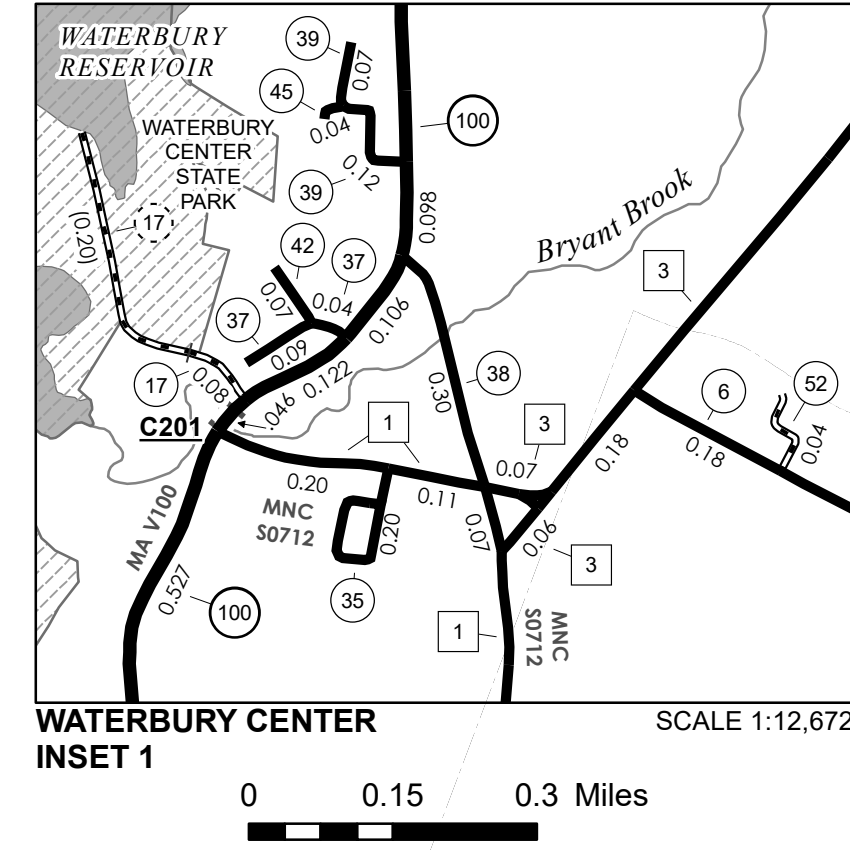 WATERBURY
RESERVOIR
39
0.07
45
0.04
100
WATERBURY
CENTER
STATE
PARK
0.12
39
17
(0.20)
0.098
Bryant Brook
42
37
0.07
0.04
37
0.106
3
0.09
0.122
17
0.08
.046
C201
38
0.30
6
52
1
3
0.04
0.07
0.18
0.18
0.20
0.11
MNC
S0712
0.20
0.07
0.06
MA V100
3
35
0.527
100
1
MNC
S0712
WATERBURY CENTER
INSET 1
SCALE 1:12,672
0 0.15 0.3 Miles